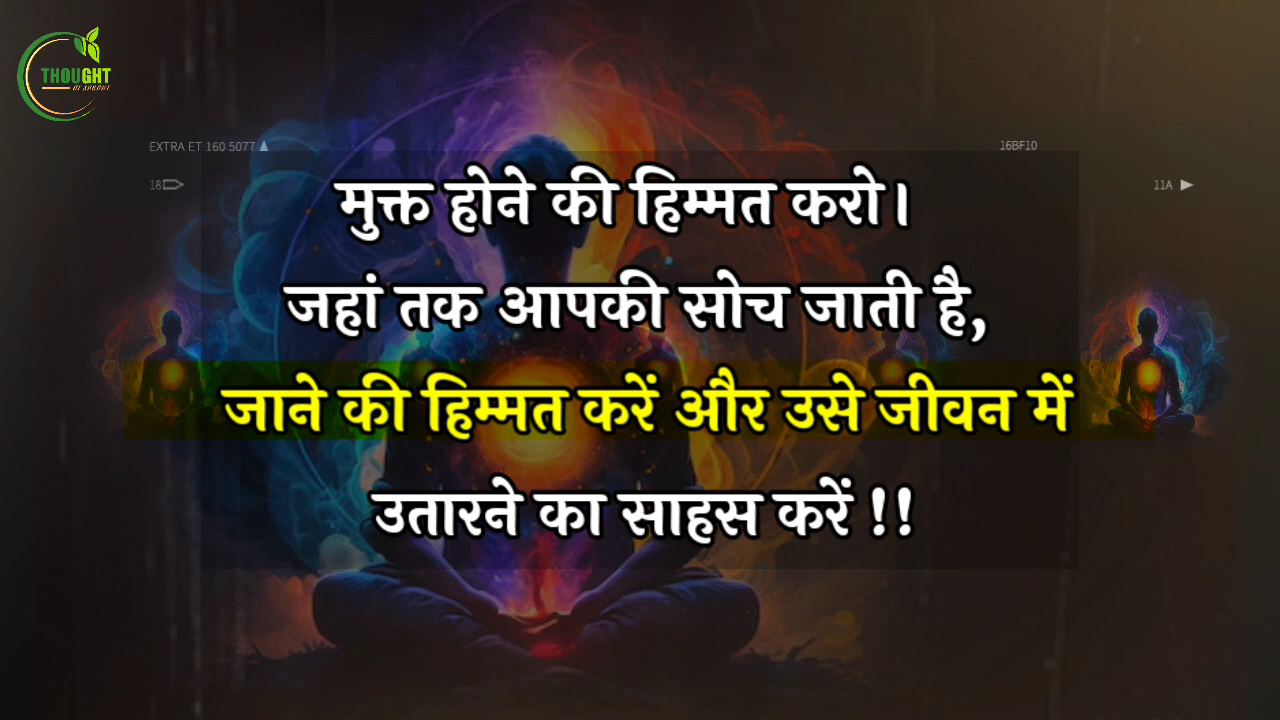 THOUGHT
EXTRA ET 160 5077
16BF10
18
11A
मुक्त होने की हिम्मत करो।
जहां तक आपकी सोच जाती है,
जाने की हिम्मत करें और उसे जीवन में
उतारने का साहस करें !!